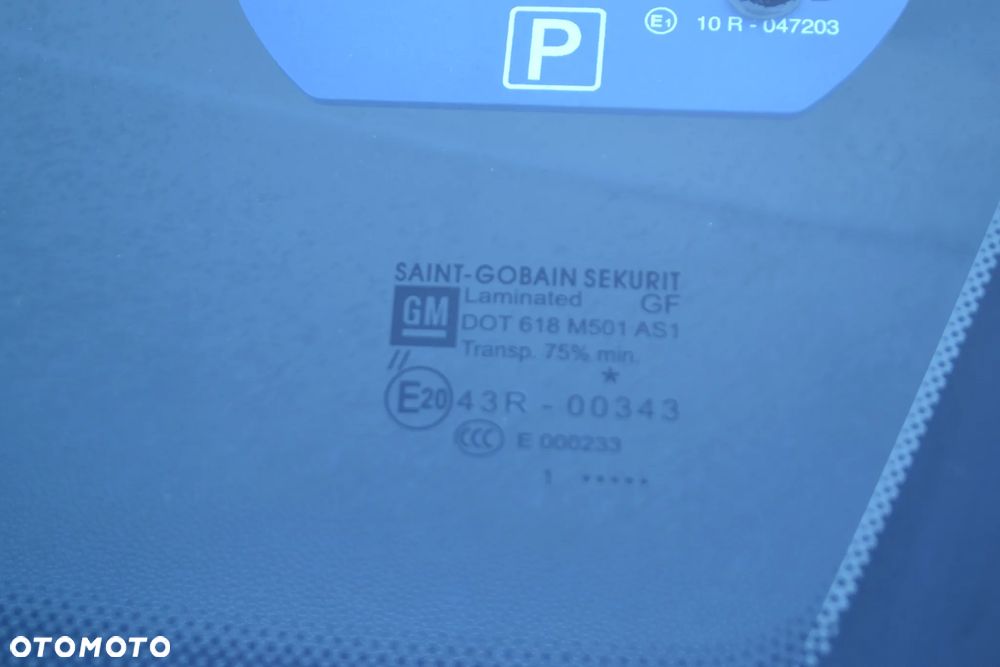 P
E1 10 R - 047203
SAINT-GOBAIN SEKURIT
GM Laminated GF
DOT 618 M501 AS1
Transp. 75% min.
//
E20 43R - 00343
CCC E 000233
1 .....
OTOMOTO